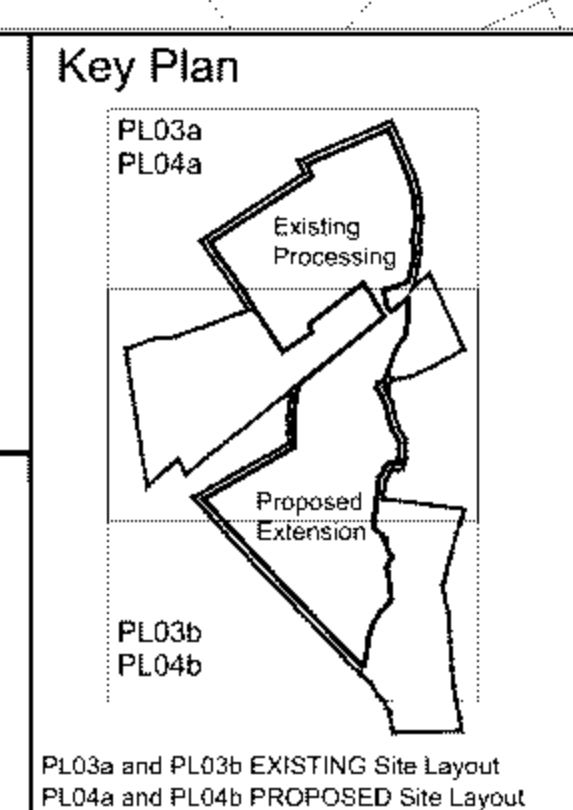 Key Plan
PL03a
PL04a
Existing
Processing
Proposed
Extension
PL03b
PL04b
PL03a and PL03b EXISTING Site Layout
PL04a and PL04b PROPOSED Site Layout